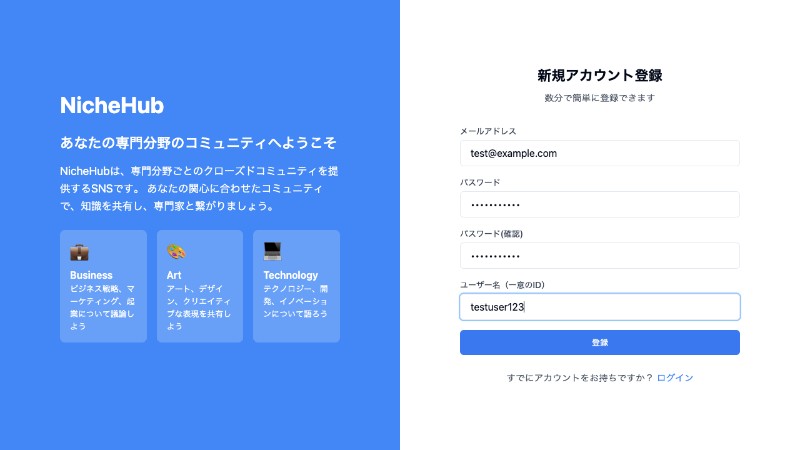 NicheHub
あなたの専門分野のコミュニティへようこそ
NicheHubは、専門分野ごとのクローズドコミュニティを提
供するSNSです。 あなたの関心に合わせたコミュニティ
で、知識を共有し、専門家と繋がりましょう。
Business
ビジネス戦略、マ
ーケティング、起
業について議論し
よう
Art
アート、デザイ
ン、クリエイティ
ブな表現を共有し
よう
Technology
テクノロジー、開
発、イノベーショ
ンについて語ろう
新規アカウント登録
数分で簡単に登録できます
メールアドレス
test@example.com
パスワード
•••••••••••
パスワード(確認)
•••••••••••
ユーザー名（一意のID）
testuser123
登録
すでにアカウントをお持ちですか？ ログイン